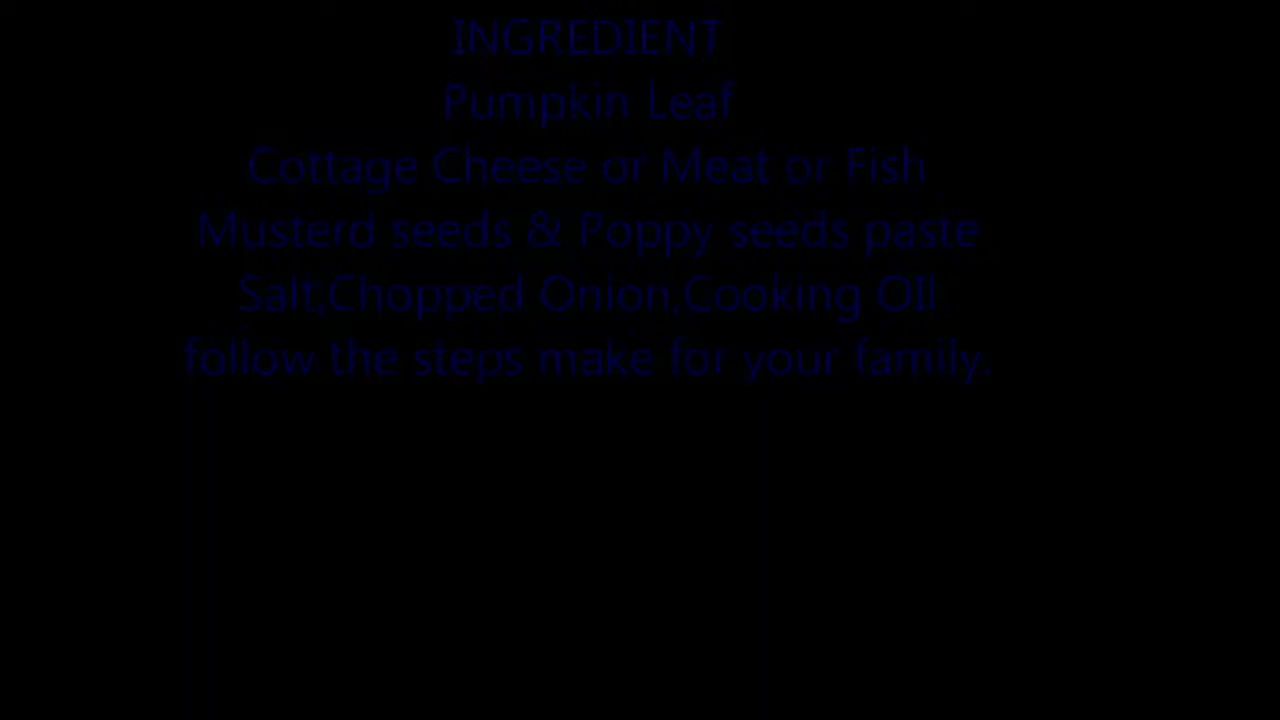 INGREDIENT
Pumpkin Leaf
Cottage Cheese or Meat or Fish
Musterd seeds & Poppy seeds paste
Salt,Chopped Onion,Cooking OIl
follow the steps make for your family.